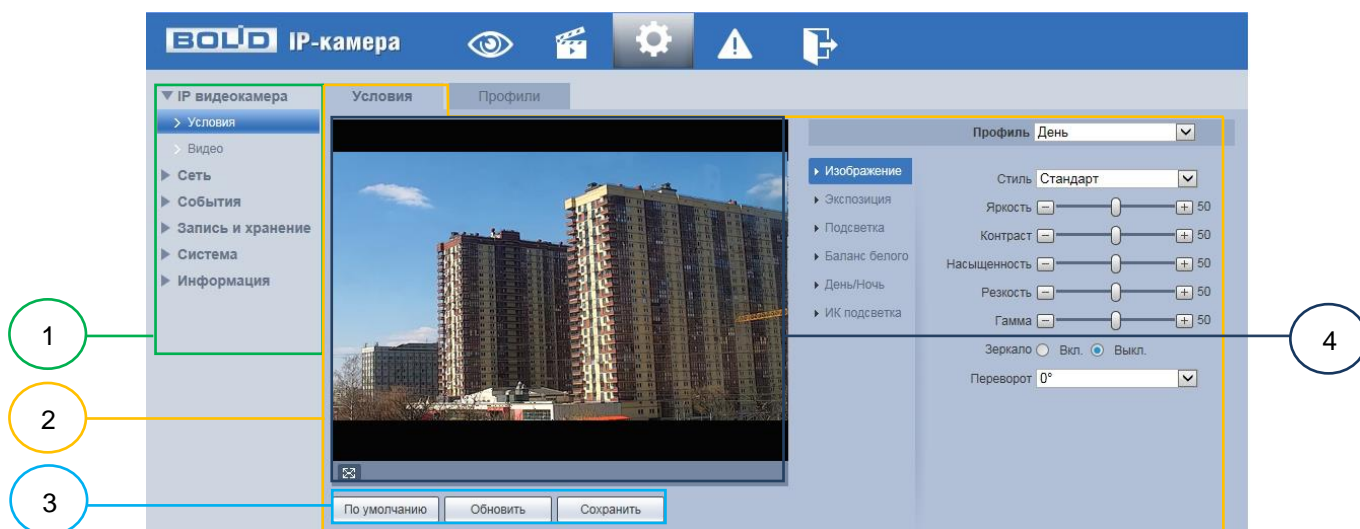 BOLID IP-камера
IP видеокамера
Условия
Видео
Сеть
События
Запись и хранение
Система
Информация
Условия
Профили
Профиль День
Изображение
Экспозиция
Подсветка
Баланс белого
День/Ночь
ИК подсветка
Стиль Стандарт
Яркость 50
Контраст 50
Насыщенность 50
Резкость 50
Гамма 50
Зеркало Вкл. Выкл.
Переворот 0°
По умолчанию
Обновить
Сохранить
1
2
3
4